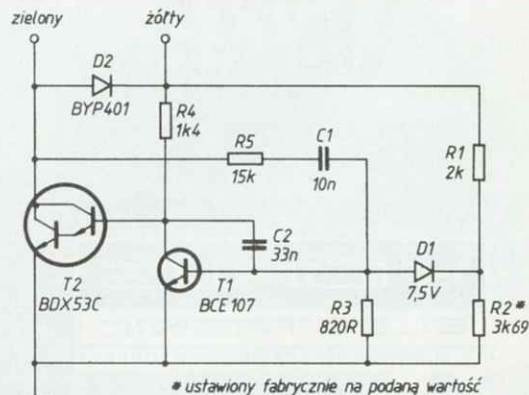 zielony
żółty
D2
BYP401
R4
1k4
R5
15k
C1
10n
R1
2k
C2
33n
D1
7,5V
T2
BDX53C
T1
BCE107
R3
820R
R2*
3k69
* ustawiony fabrycznie na podaną wartość